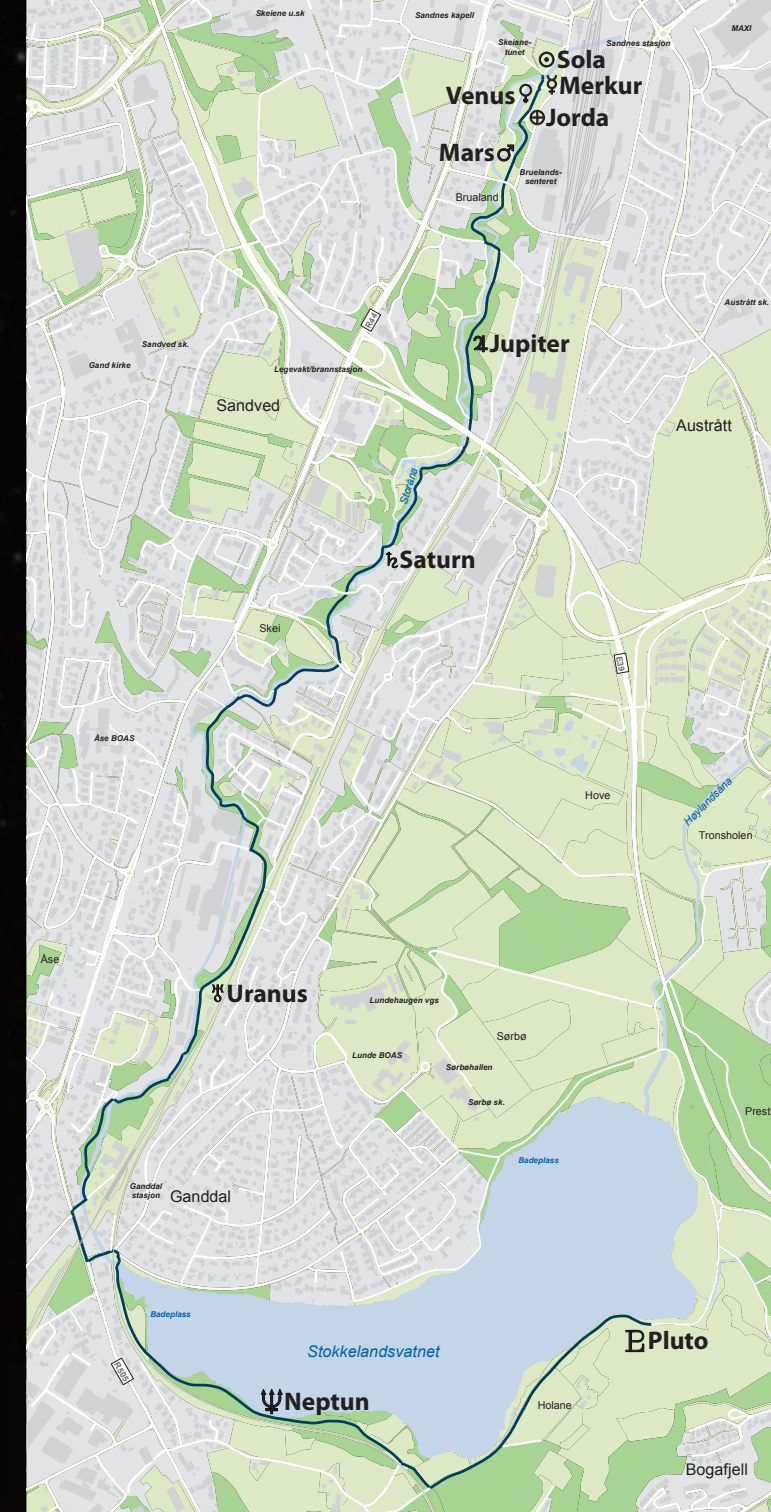 Skeiene u.sk
Sandnes kapell
MAXI
Skeiane-
tunet
Sandnes stasjon
☉Sola
☿Merkur
Venus♀
⊕Jorda
Mars♂
Bruelands-
senteret
Brualand
Austrått sk.
R44
♃Jupiter
Sandved sk.
Gand kirke
Legevakt/brannstasjon
Sandved
Austrått
Storåna
♄Saturn
Skei
E39
Åse BOAS
Høylandsåna
Hove
Tronsholen
Åse
♅Uranus
Lundehaugen vgs
Sørbø
Lunde BOAS
Sørbøhallen
Sørbø sk.
Prest
Badeplass
Ganddal
stasjon
Ganddal
Badeplass
Stokkelandsvatnet
Pluto
R505
♆Neptun
Holane
Bogafjell